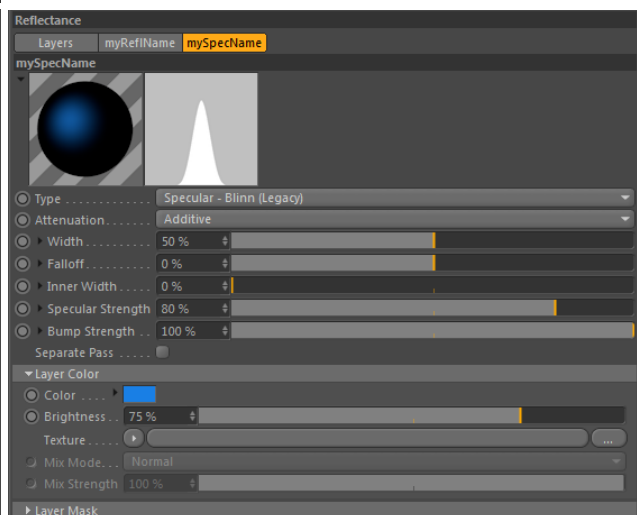 Reflectance
Layers myReflName mySpecName
mySpecName
Type . . . . . . . . . . . . . Specular - Blinn (Legacy)
Attenuation . . . . . . . Additive
Width . . . . . . . . . . 50 %
Falloff . . . . . . . . . . 0 %
Inner Width . . . . . 0 %
Specular Strength 80 %
Bump Strength . . 100 %
Separate Pass . . . . .
Layer Color
Color . . . .
Brightness . . 75 %
Texture . . . . . ...
Mix Mode . . . Normal
Mix Strength 100 %
Layer Mask